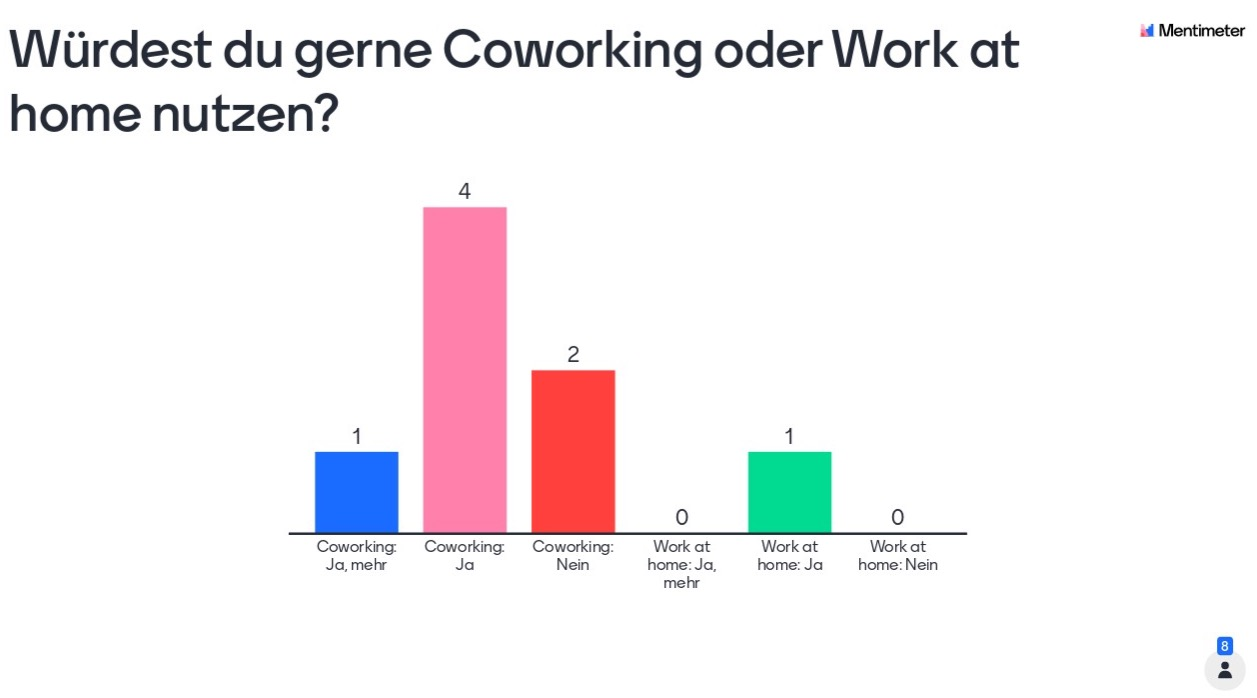 Würdest du gerne Coworking oder Work at
home nutzen?
Mentimeter
4
2
1
1
0
0
Coworking:
Ja, mehr
Coworking:
Ja
Coworking:
Nein
Work at
home: Ja,
mehr
Work at
home: Ja
Work at
home: Nein
8